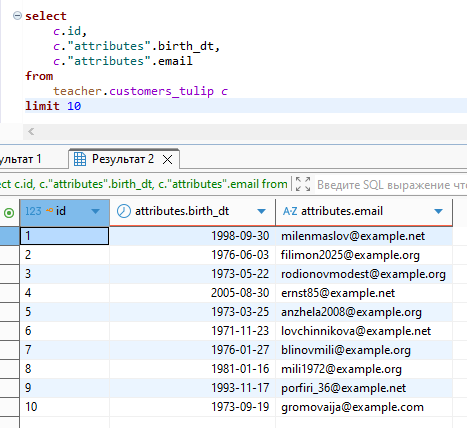 select
c.id,
c."attributes".birth_dt,
c."attributes".email
from
teacher.customers_tulip c
limit 10
ультат 1 Результат 2
ct c.id, c."attributes".birth_dt, c."attributes".email from Введите SQL выражение чт
123 id attributes.birth_dt A-Z attributes.email
1 1998-09-30 milenmaslov@example.net
2 1976-06-03 filimon2025@example.org
3 1973-05-22 rodionovmodest@example.org
4 2005-08-30 ernst85@example.net
5 1973-03-25 anzhela2008@example.org
6 1971-11-23 lovchinnikova@example.net
7 1976-01-27 blinovmili@example.org
8 1981-01-16 mili1972@example.org
9 1993-11-17 porfiri_36@example.net
10 1973-09-19 gromovaija@example.com